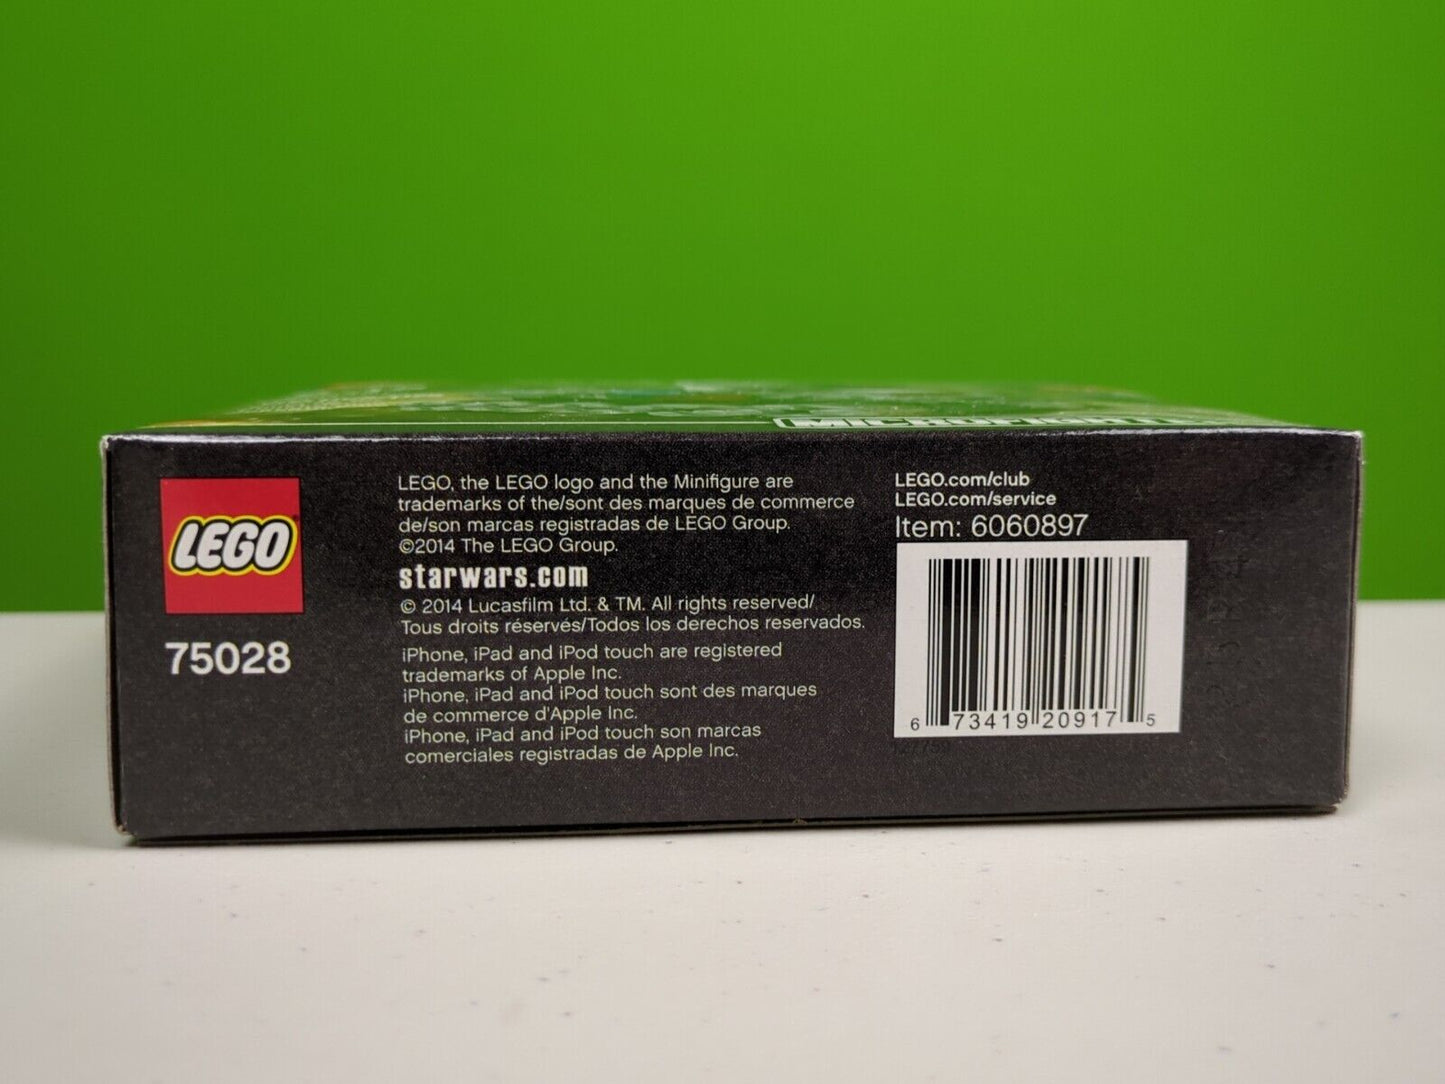 MICROFIGHTERS
LEGO
75028
LEGO, the LEGO logo and the Minifigure are
trademarks of the/sont des marques de commerce
de/son marcas registradas de LEGO Group.
©2014 The LEGO Group.
starwars.com
© 2014 Lucasfilm Ltd. & TM. All rights reserved/
Tous droits réservés/Todos los derechos reservados.
iPhone, iPad and iPod touch are registered
trademarks of Apple Inc.
iPhone, iPad and iPod touch sont des marques
de commerce d'Apple Inc.
iPhone, iPad and iPod touch son marcas
comerciales registradas de Apple Inc.
LEGO.com/club
LEGO.com/service
Item: 6060897
6 73419 20917 5